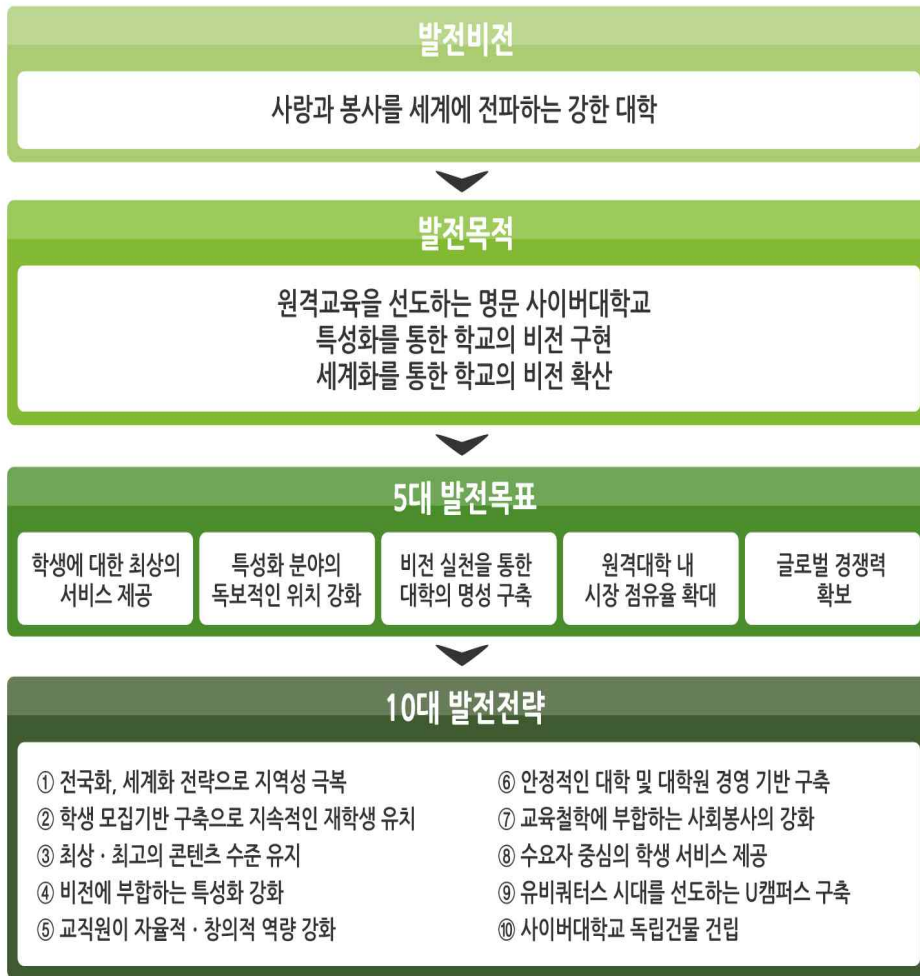 발전비전
사랑과 봉사를 세계에 전파하는 강한 대학
발전목적
원격교육을 선도하는 명문 사이버대학교
특성화를 통한 학교의 비전 구현
세계화를 통한 학교의 비전 확산
5대 발전목표
학생에 대한 최상의
서비스 제공
특성화 분야의
독보적인 위치 강화
비전 실천을 통한
대학의 명성 구축
원격대학 내
시장 점유율 확대
글로벌 경쟁력
확보
10대 발전전략
① 전국화, 세계화 전략으로 지역성 극복
② 학생 모집기반 구축으로 지속적인 재학생 유치
③ 최상 · 최고의 콘텐츠 수준 유지
④ 비전에 부합하는 특성화 강화
⑤ 교직원이 자율적 · 창의적 역량 강화
⑥ 안정적인 대학 및 대학원 경영 기반 구축
⑦ 교육철학에 부합하는 사회봉사의 강화
⑧ 수요자 중심의 학생 서비스 제공
⑨ 유비쿼터스 시대를 선도하는 U캠퍼스 구축
⑩ 사이버대학교 독립건물 건립